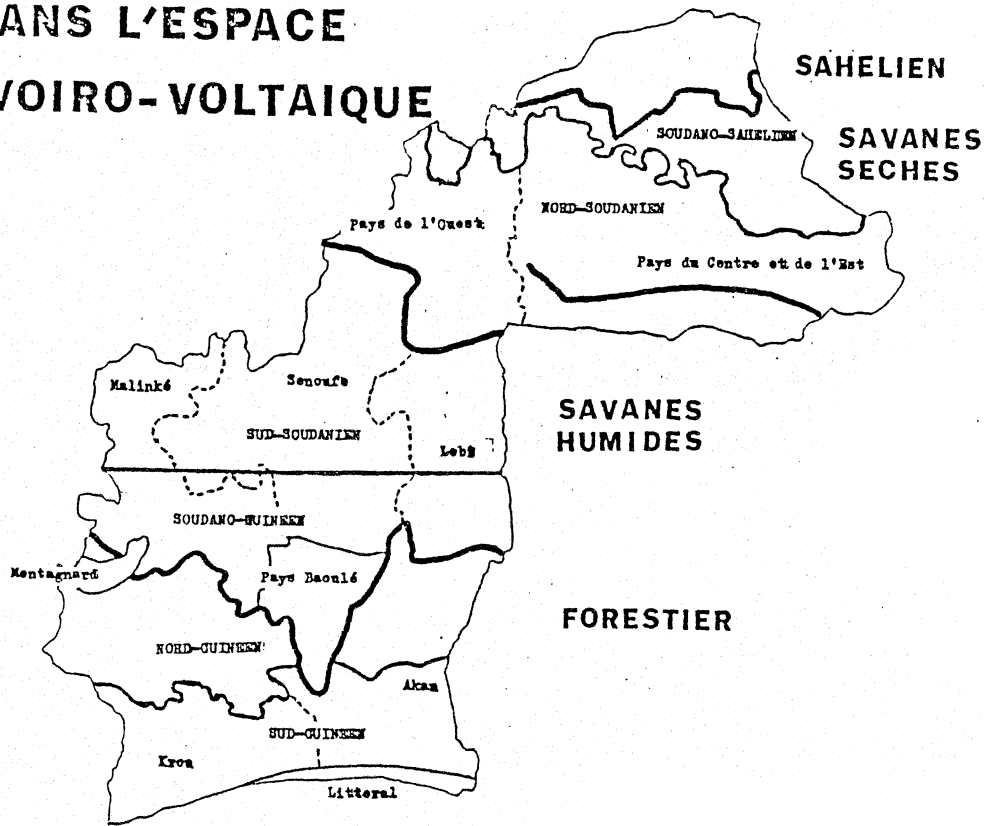 ANS L'ESPACE
VOIRO-VOLTAIQUE
SAHELIEN
SOUDANO-SAHELIEN
SAVANES
SECHES
NORD-SOUDANIEN
Pays de l'Ouest
Pays du Centre et de l'Est
Malinké
Senoufo
SAVANES
HUMIDES
SUD-SOUDANIEN
Lobi
SOUDANO-GUINEEN
Montagnard
Pays Baoulé
FORESTIER
NORD-GUINEEN
Akan
SUD-GUINEEN
Krou
Littoral